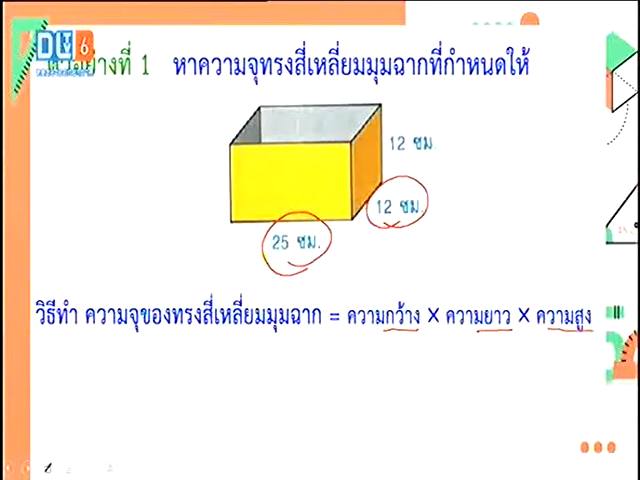 DLTV 6
ตัวอย่างที่ 1 หาความจุทรงสี่เหลี่ยมมุมฉากที่กำหนดให้
12 ซม.
12 ซม.
25 ซม.
วิธีทำ ความจุของทรงสี่เหลี่ยมมุมฉาก = ความกว้าง X ความยาว X ความสูง